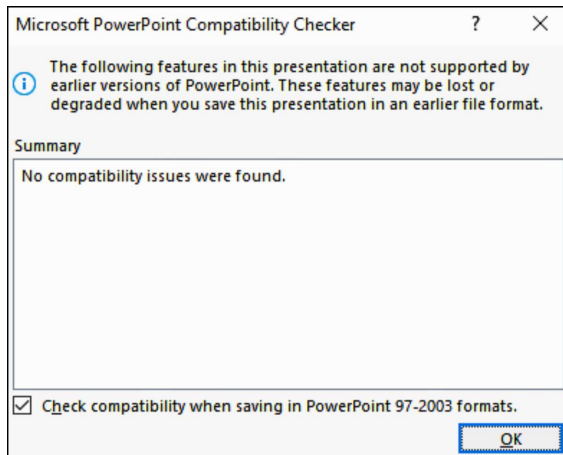 Microsoft PowerPoint Compatibility Checker ?
The following features in this presentation are not supported by
earlier versions of PowerPoint. These features may be lost or
degraded when you save this presentation in an earlier file format.
Summary
No compatibility issues were found.
Check compatibility when saving in PowerPoint 97-2003 formats.
OK